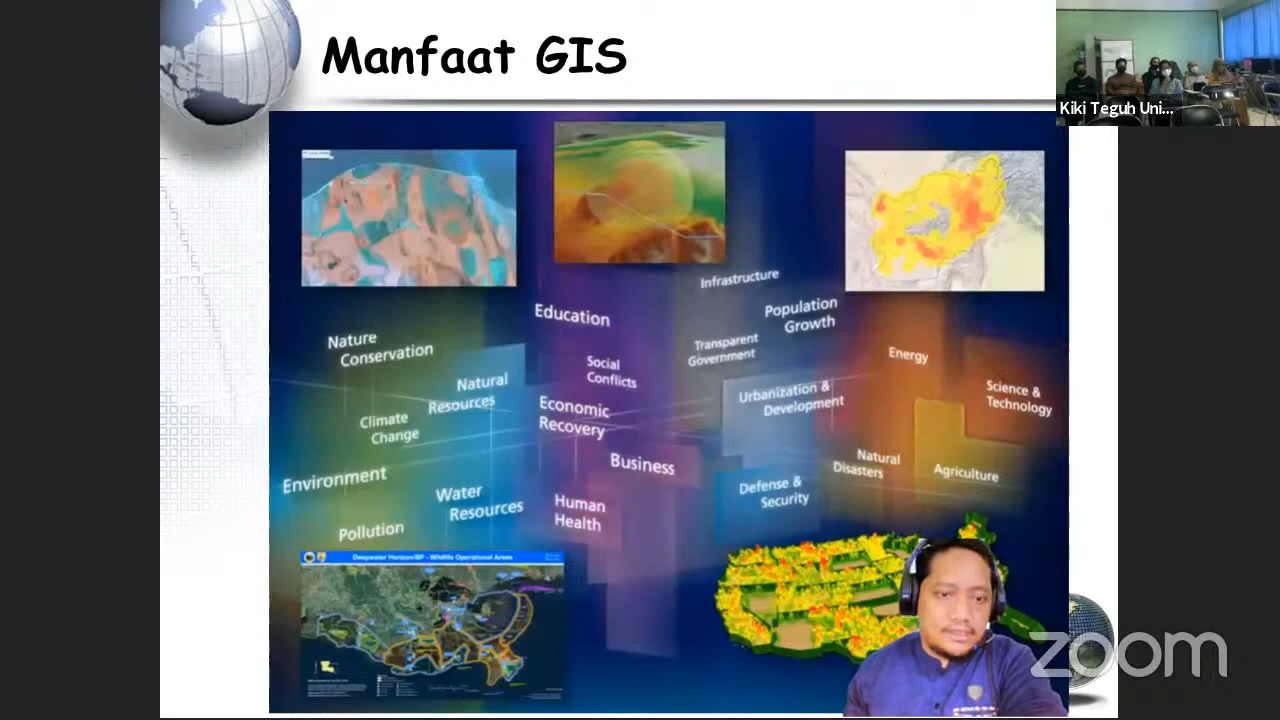 Manfaat GIS
Kiki Teguh Uni...
Infrastructure
Education
Population
Growth
Nature
Conservation
Transparent
Government
Energy
Social
Conflicts
Natural
Resources
Urbanization &
Development
Science &
Technology
Climate
Change
Economic
Recovery
Business
Natural
Disasters
Agriculture
Environment
Water
Resources
Defense &
Security
Human
Health
Pollution
Deepwater Horizon/BP - Wildlife Operational Areas
zoom